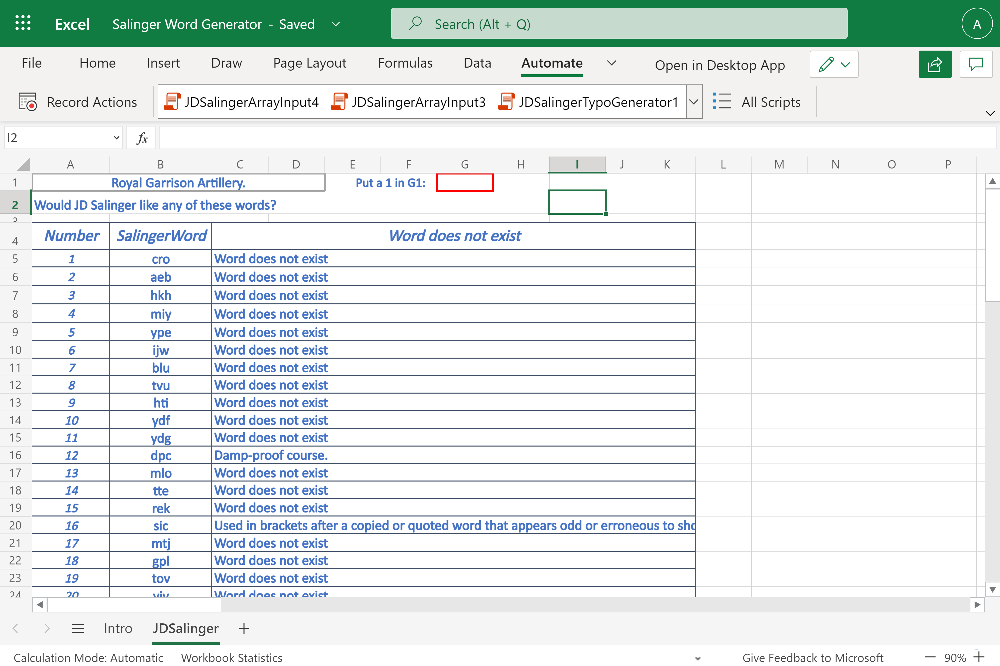 Excel Salinger Word Generator - Saved Search (Alt + Q) A
File Home Insert Draw Page Layout Formulas Data Automate Open in Desktop App
Record Actions JDSalingerArrayInput4 JDSalingerArrayInput3 JDSalingerTypoGenerator1 All Scripts
I2 fx
A B C D E F G H I J K L M N O P
1 Royal Garrison Artillery. Put a 1 in G1:
2 Would JD Salinger like any of these words?
3
4 Number SalingerWord Word does not exist
5 1 cro Word does not exist
6 2 aeb Word does not exist
7 3 hkh Word does not exist
8 4 miy Word does not exist
9 5 ype Word does not exist
10 6 ijw Word does not exist
11 7 blu Word does not exist
12 8 tvu Word does not exist
13 9 hti Word does not exist
14 10 ydf Word does not exist
15 11 ydg Word does not exist
16 12 dpc Damp-proof course.
17 13 mlo Word does not exist
18 14 tte Word does not exist
19 15 rek Word does not exist
20 16 sic Used in brackets after a copied or quoted word that appears odd or erroneous to
21 17 mtj Word does not exist
22 18 gpl Word does not exist
23 19 tov Word does not exist
24 20 Word does not exist
Intro JDSalinger
Calculation Mode: Automatic Workbook Statistics Give Feedback to Microsoft 90%